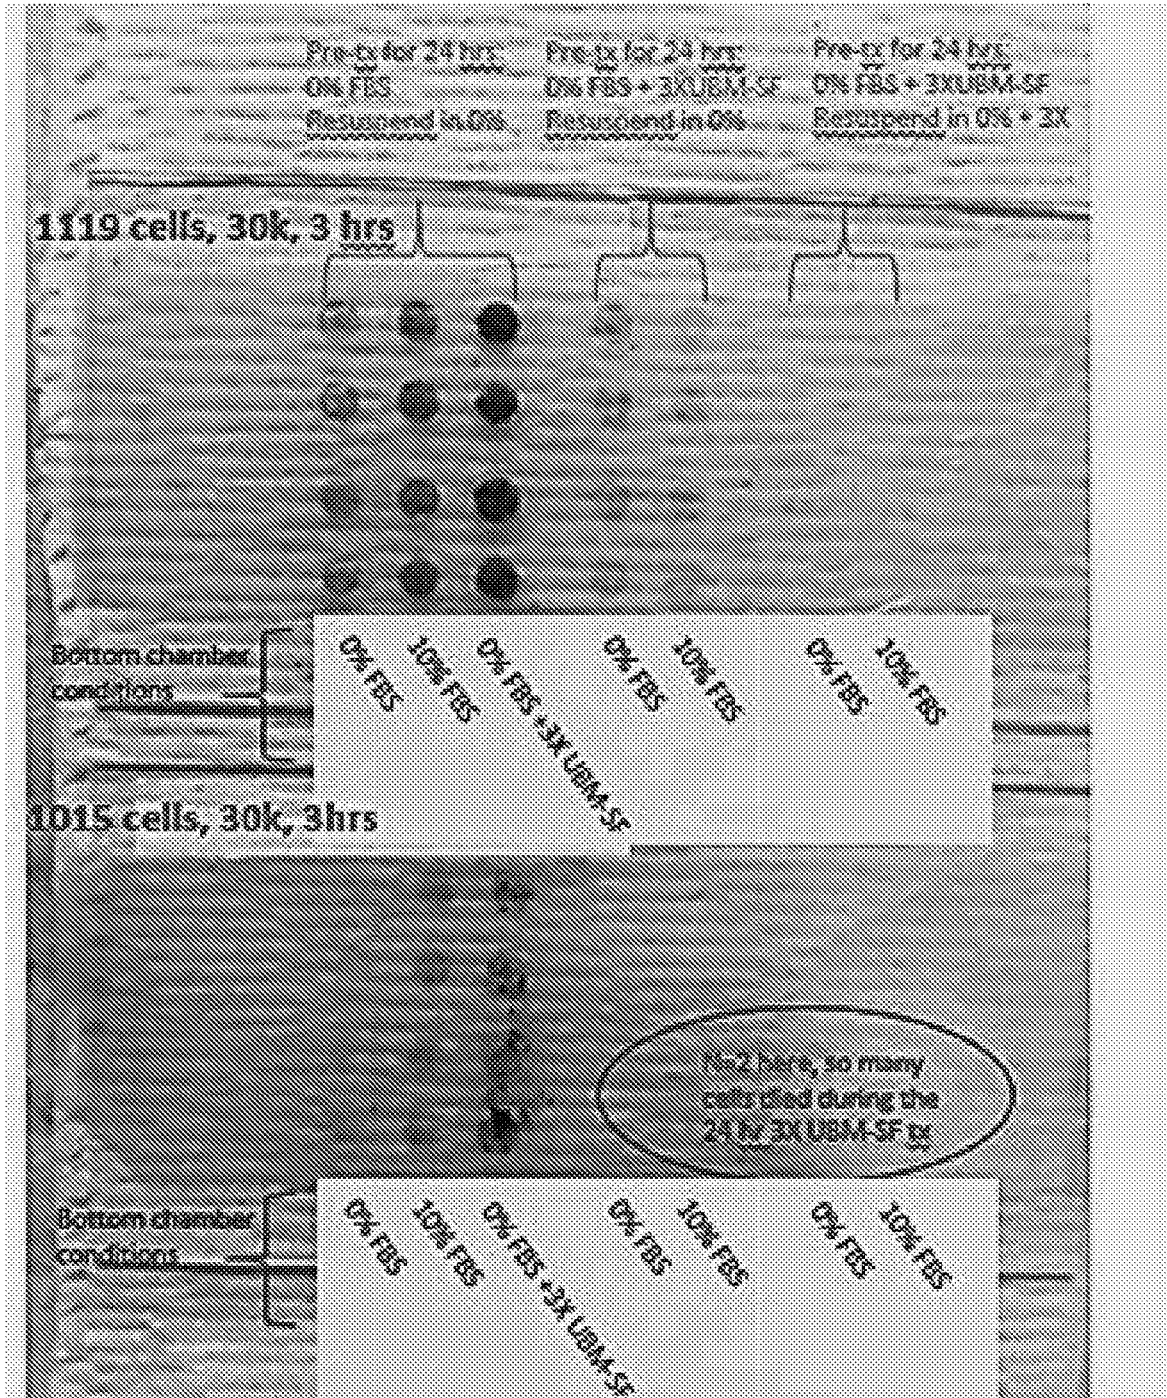 Pre-tx for 24 hrs:
0% FBS
Resuspend in 0%
Pre-tx for 24 hrs:
0% FBS + 3XUBM-SF
Resuspend in 0%
Pre-tx for 24 hrs:
0% FBS + 3XUBM-SF
Resuspend in 0% + 3X
1119 cells, 30k, 3 hrs
Bottom chamber
conditions
0% FBS
10% FBS
0% FBS +3X UBM-SF
0% FBS
10% FBS
0% FBS
10% FBS
1015 cells, 30k, 3hrs
N=2 here, so many
cells died during the
24 hr 3X UBM-SF tx
Bottom chamber
conditions
0% FBS
10% FBS
0% FBS +3X UBM-SF
0% FBS
10% FBS
0% FBS
10% FBS